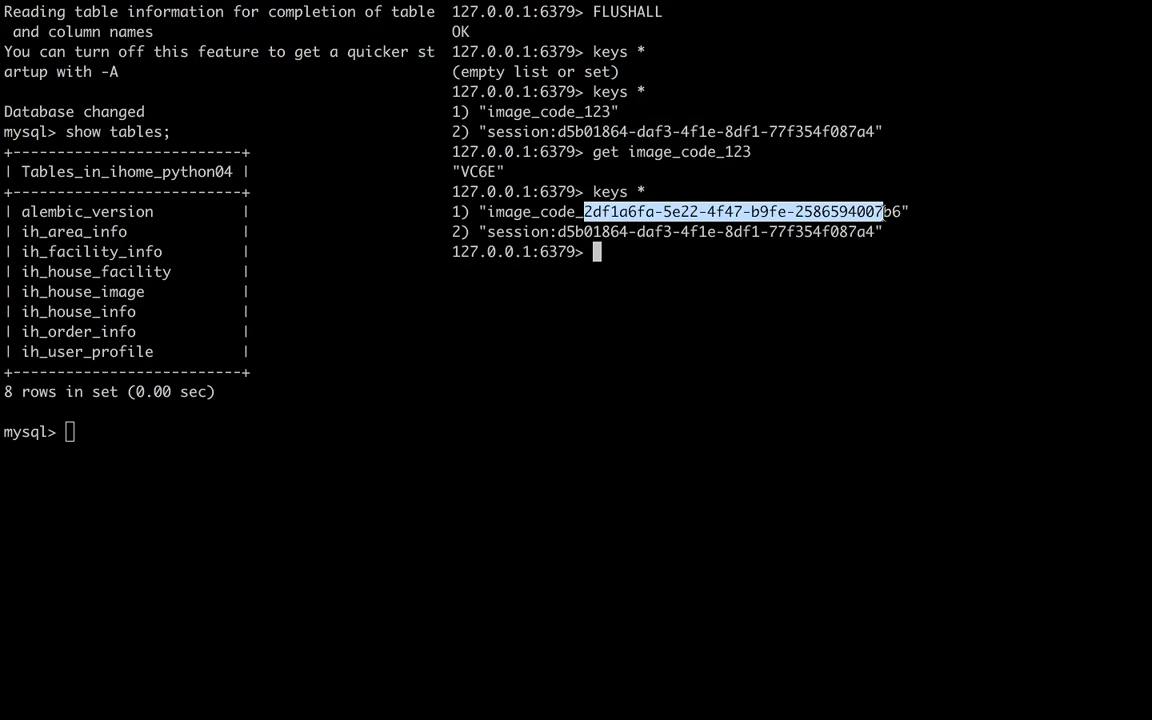 Reading table information for completion of table
 and column names
You can turn off this feature to get a quicker st
artup with -A
Database changed
mysql> show tables;
+-------------------------+
| Tables_in_ihome_python04 |
+-------------------------+
| alembic_version |
| ih_area_info |
| ih_facility_info |
| ih_house_facility |
| ih_house_image |
| ih_house_info |
| ih_order_info |
| ih_user_profile |
+-------------------------+
8 rows in set (0.00 sec)
mysql>
127.0.0.1:6379> FLUSHALL
OK
127.0.0.1:6379> keys *
(empty list or set)
127.0.0.1:6379> keys *
1) "image_code_123"
2) "session:d5b01864-daf3-4f1e-8df1-77f354f087a4"
127.0.0.1:6379> get image_code_123
"VC6E"
127.0.0.1:6379> keys *
1) "image_code_2df1a6fa-5e22-4f47-b9fe-2586594007b6"
2) "session:d5b01864-daf3-4f1e-8df1-77f354f087a4"
127.0.0.1:6379>